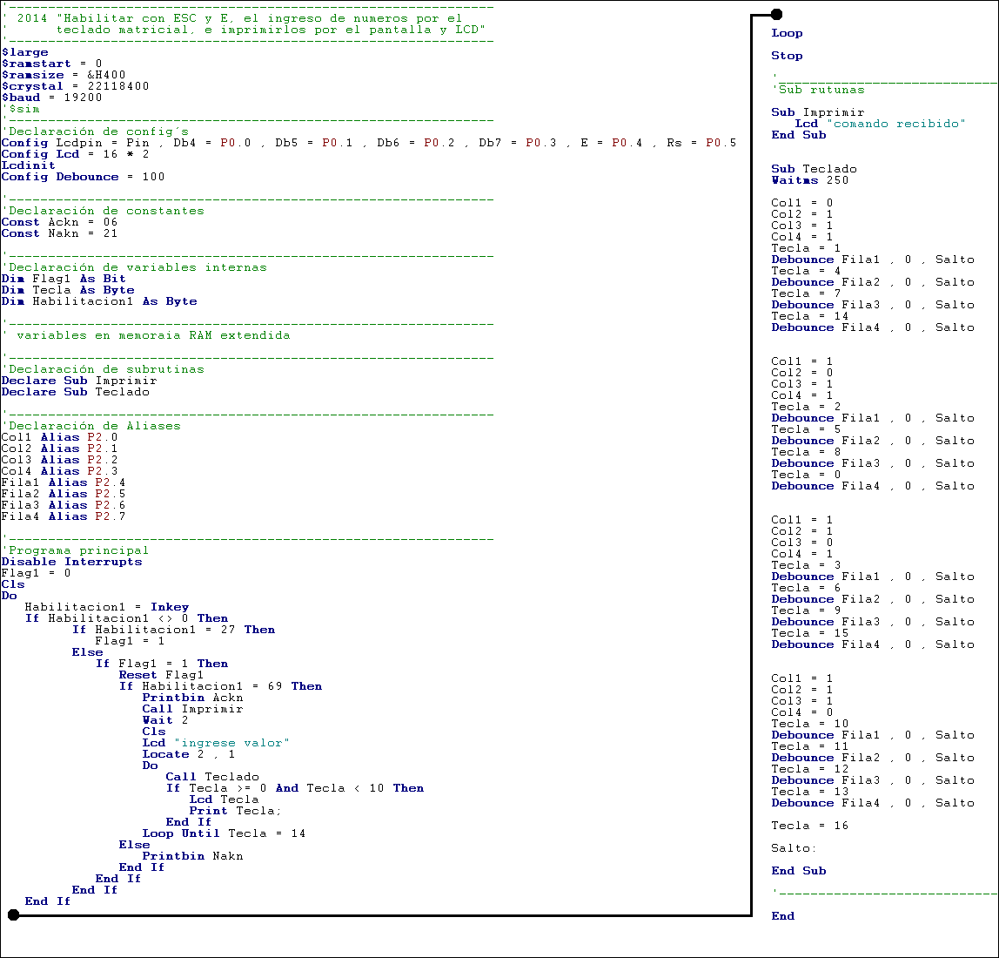 '--------------------------------------------------------------
' 2014 "Habilitar con ESC y E, el ingreso de numeros por el
'      teclado matricial, e imprimirlos por el pantalla y LCD"
'--------------------------------------------------------------
$large
$ramstart = 0
$ramsize = &H400
$crystal = 22118400
$baud = 19200
'$sim
'--------------------------------------------------------------
'Declaración de config´s
Config Lcdpin = Pin , Db4 = P0.0 , Db5 = P0.1 , Db6 = P0.2 , Db7 = P0.3 , E = P0.4 , Rs = P0.5
Config Lcd = 16 * 2
Lcdinit
Config Debounce = 100
'--------------------------------------------------------------
'Declaración de constantes
Const Ackn = 06
Const Nakn = 21
'--------------------------------------------------------------
'Declaración de variables internas
Dim Flag1 As Bit
Dim Tecla As Byte
Dim Habilitacion1 As Byte
'--------------------------------------------------------------
' variables en memoraia RAM extendida
'--------------------------------------------------------------
'Declaración de subrutinas
Declare Sub Imprimir
Declare Sub Teclado
'--------------------------------------------------------------
'Declaración de Aliases
Col1 Alias P2.0
Col2 Alias P2.1
Col3 Alias P2.2
Col4 Alias P2.3
Fila1 Alias P2.4
Fila2 Alias P2.5
Fila3 Alias P2.6
Fila4 Alias P2.7
'--------------------------------------------------------------
'Programa principal
Disable Interrupts
Flag1 = 0
Cls
Do
Habilitacion1 = Inkey
If Habilitacion1 <> 0 Then
If Habilitacion1 = 27 Then
Flag1 = 1
Else
If Flag1 = 1 Then
Reset Flag1
If Habilitacion1 = 69 Then
Printbin Ackn
Call Imprimir
Wait 2
Cls
Lcd "ingrese valor"
Locate 2 , 1
Do
Call Teclado
If Tecla >= 0 And Tecla < 10 Then
Lcd Tecla
Print Tecla;
End If
Loop Until Tecla = 14
Else
Printbin Nakn
End If
End If
End If
End If
Loop
Stop
'----------------------------
'Sub rutunas
Sub Imprimir
Lcd "comando recibido"
End Sub
Sub Teclado
Waitms 250
Col1 = 0
Col2 = 1
Col3 = 1
Col4 = 1
Tecla = 1
Debounce Fila1 , 0 , Salto
Tecla = 4
Debounce Fila2 , 0 , Salto
Tecla = 7
Debounce Fila3 , 0 , Salto
Tecla = 14
Debounce Fila4 , 0 , Salto
Col1 = 1
Col2 = 0
Col3 = 1
Col4 = 1
Tecla = 2
Debounce Fila1 , 0 , Salto
Tecla = 5
Debounce Fila2 , 0 , Salto
Tecla = 8
Debounce Fila3 , 0 , Salto
Tecla = 0
Debounce Fila4 , 0 , Salto
Col1 = 1
Col2 = 1
Col3 = 0
Col4 = 1
Tecla = 3
Debounce Fila1 , 0 , Salto
Tecla = 6
Debounce Fila2 , 0 , Salto
Tecla = 9
Debounce Fila3 , 0 , Salto
Tecla = 15
Debounce Fila4 , 0 , Salto
Col1 = 1
Col2 = 1
Col3 = 1
Col4 = 0
Tecla = 10
Debounce Fila1 , 0 , Salto
Tecla = 11
Debounce Fila2 , 0 , Salto
Tecla = 12
Debounce Fila3 , 0 , Salto
Tecla = 13
Debounce Fila4 , 0 , Salto
Tecla = 16
Salto:
End Sub
'----------------------------
End